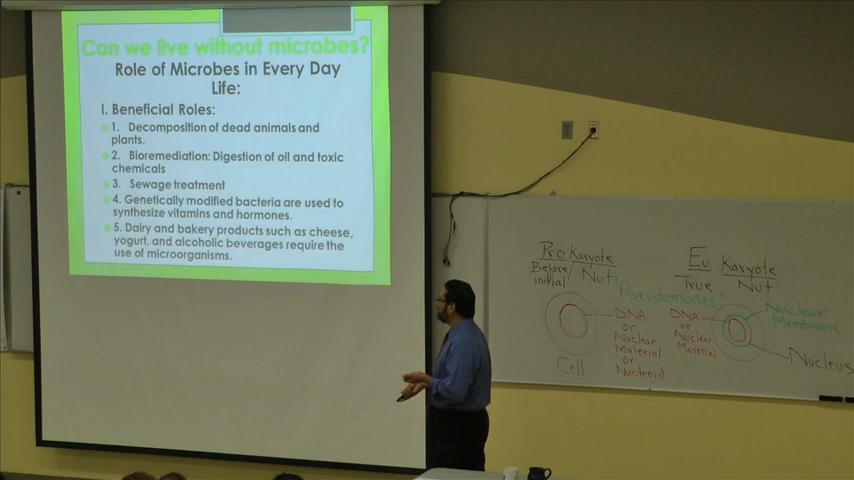 Can we live without microbes?
Role of Microbes in Every Day
Life:
I. Beneficial Roles:
1. Decomposition of dead animals and
plants.
2. Bioremediation: Digestion of oil and toxic
chemicals
3. Sewage treatment
4. Genetically modified bacteria are used to
synthesize vitamins and hormones.
5. Dairy and bakery products such as cheese,
yogurt, and alcoholic beverages require the
use of microorganisms.
Pro Karyote
Before/ Nut
initial
"Pseudomonas"
DNA
or
Nuclear
Material
or
Nucleoid
Cell
Eu Karyote
True Nut
DNA
or
Nuclear
Material
Nuclear
Membrane
Nucleus